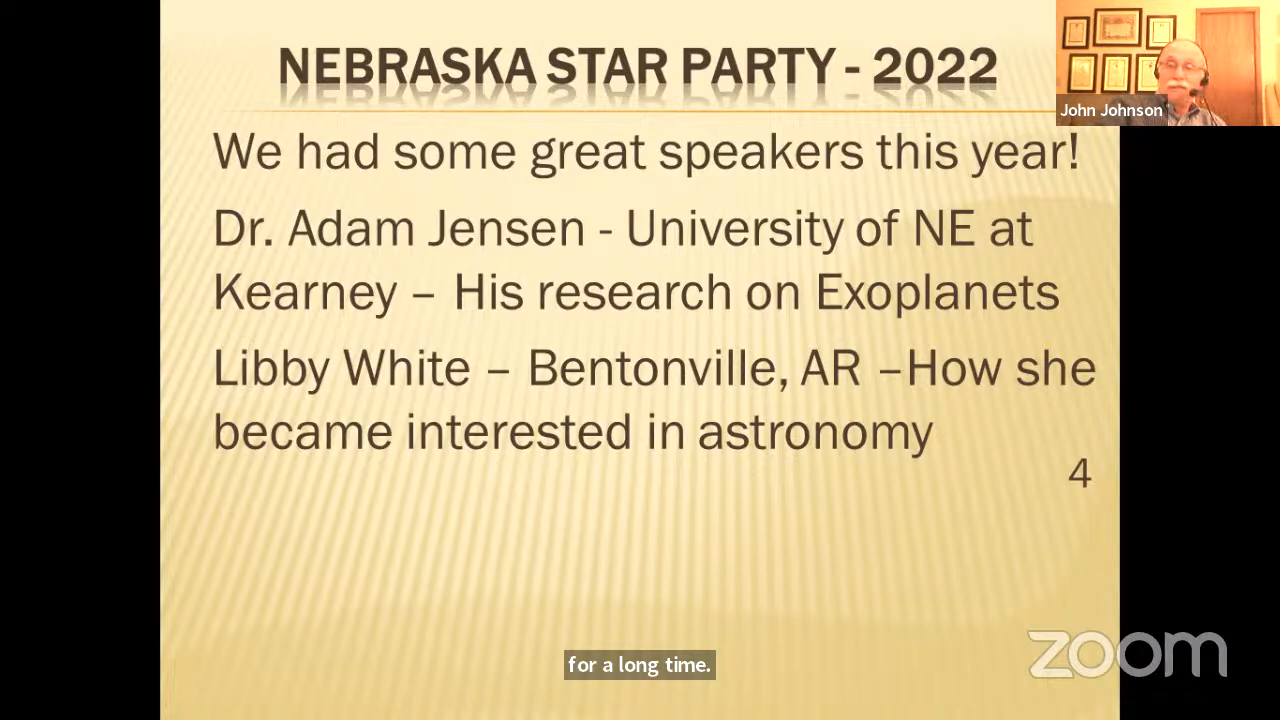 NEBRASKA STAR PARTY - 2022
John Johnson
We had some great speakers this year!
Dr. Adam Jensen - University of NE at
Kearney – His research on Exoplanets
Libby White – Bentonville, AR –How she
became interested in astronomy
4
for a long time.
zoom